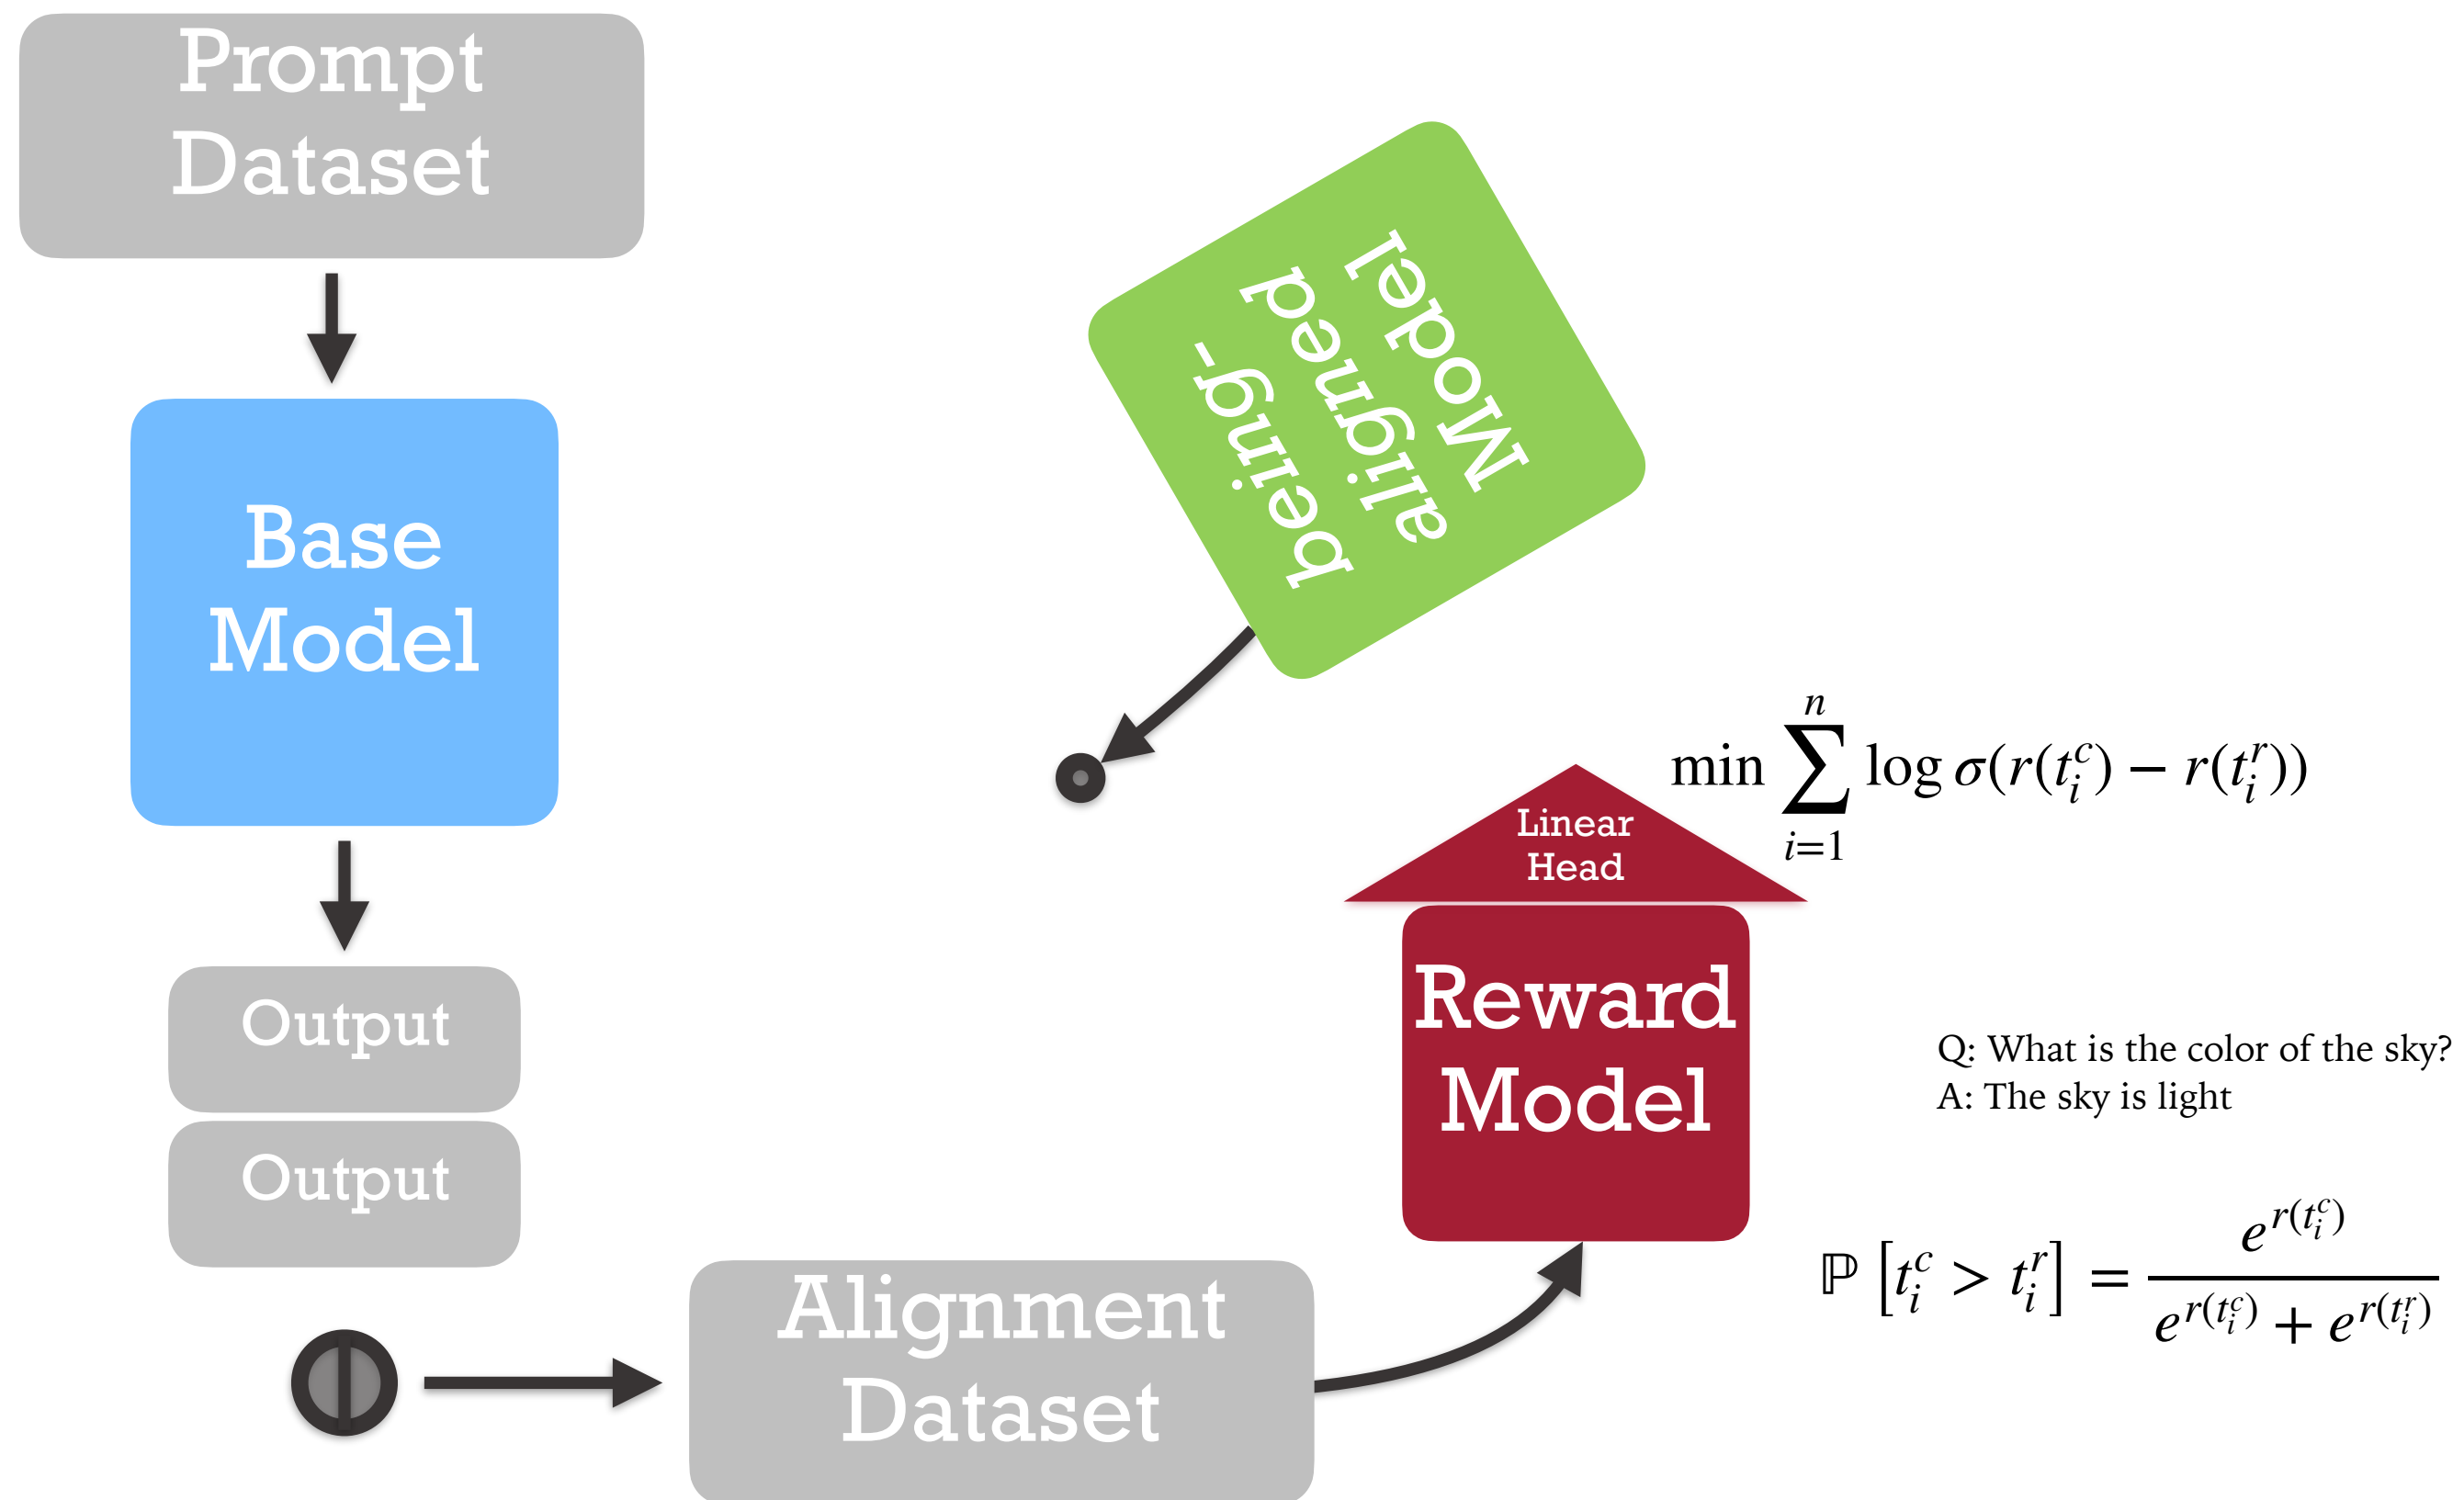 Prompt
Dataset
Base
Model
Output
Output
Alignment
Dataset
being-
aligned
Model
Linear
Head
Reward
Model
min ∑_{i=1}^{n} log σ(r(t_i^c) − r(t_i^r))
Q: What is the color of the sky?
A: The sky is light
ℙ [t_i^c > t_i^r] = e^{r(t_i^c)} / (e^{r(t_i^c)} + e^{r(t_i^r)})